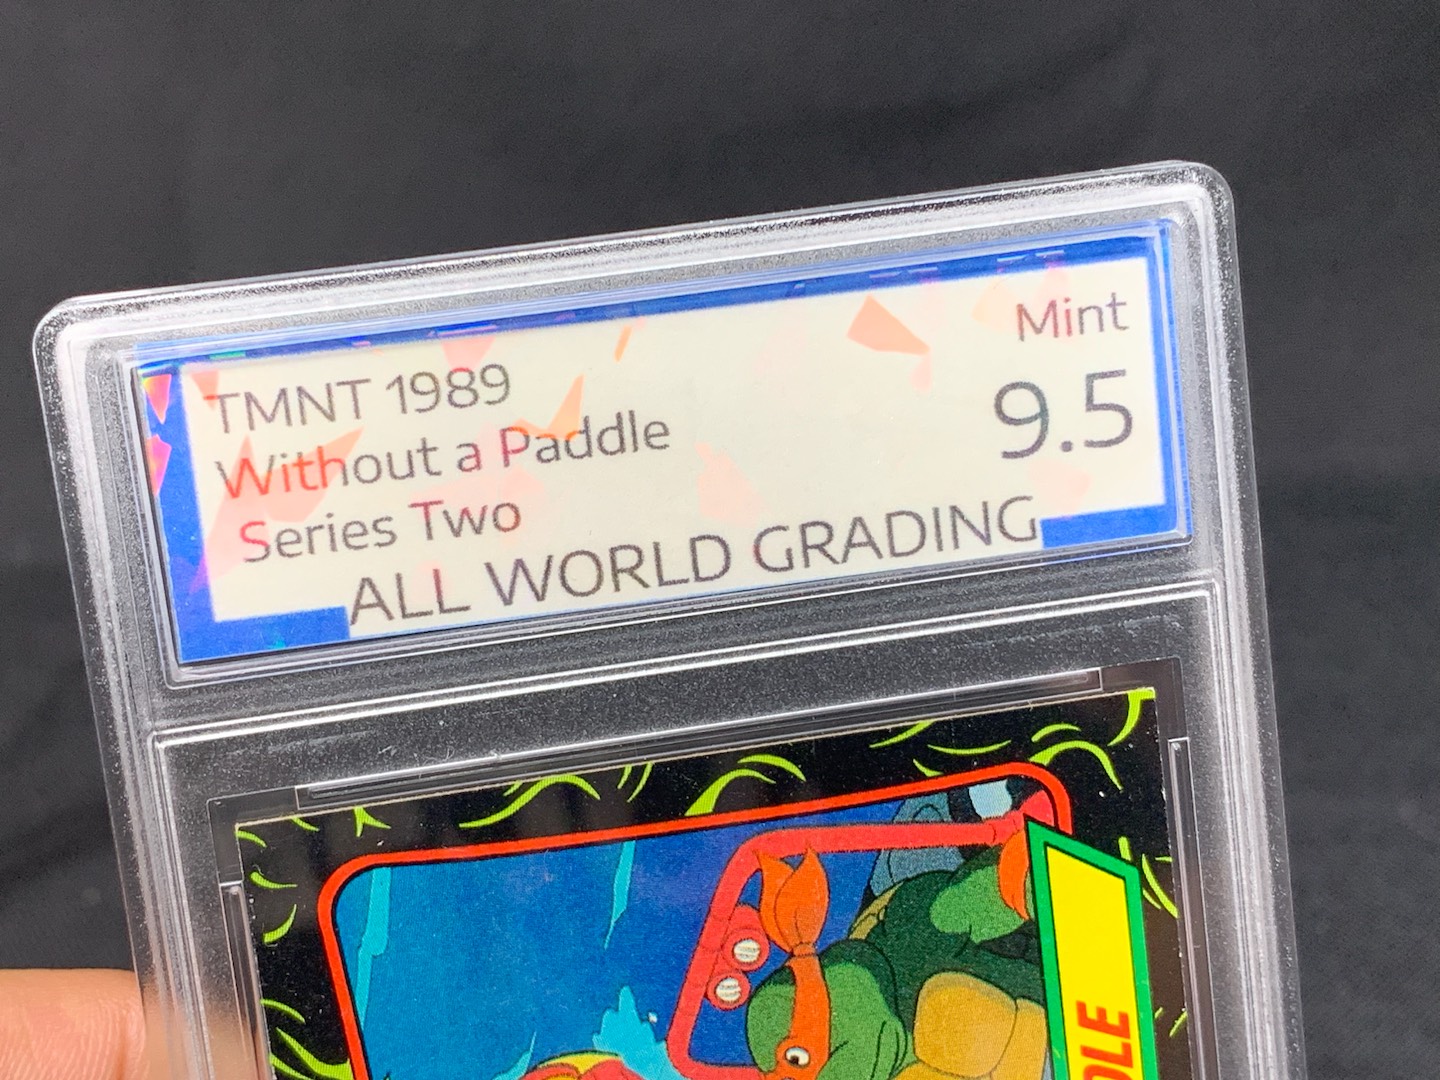 TMNT 1989
Without a Paddle
Series Two
Mint
9.5
ALL WORLD GRADING